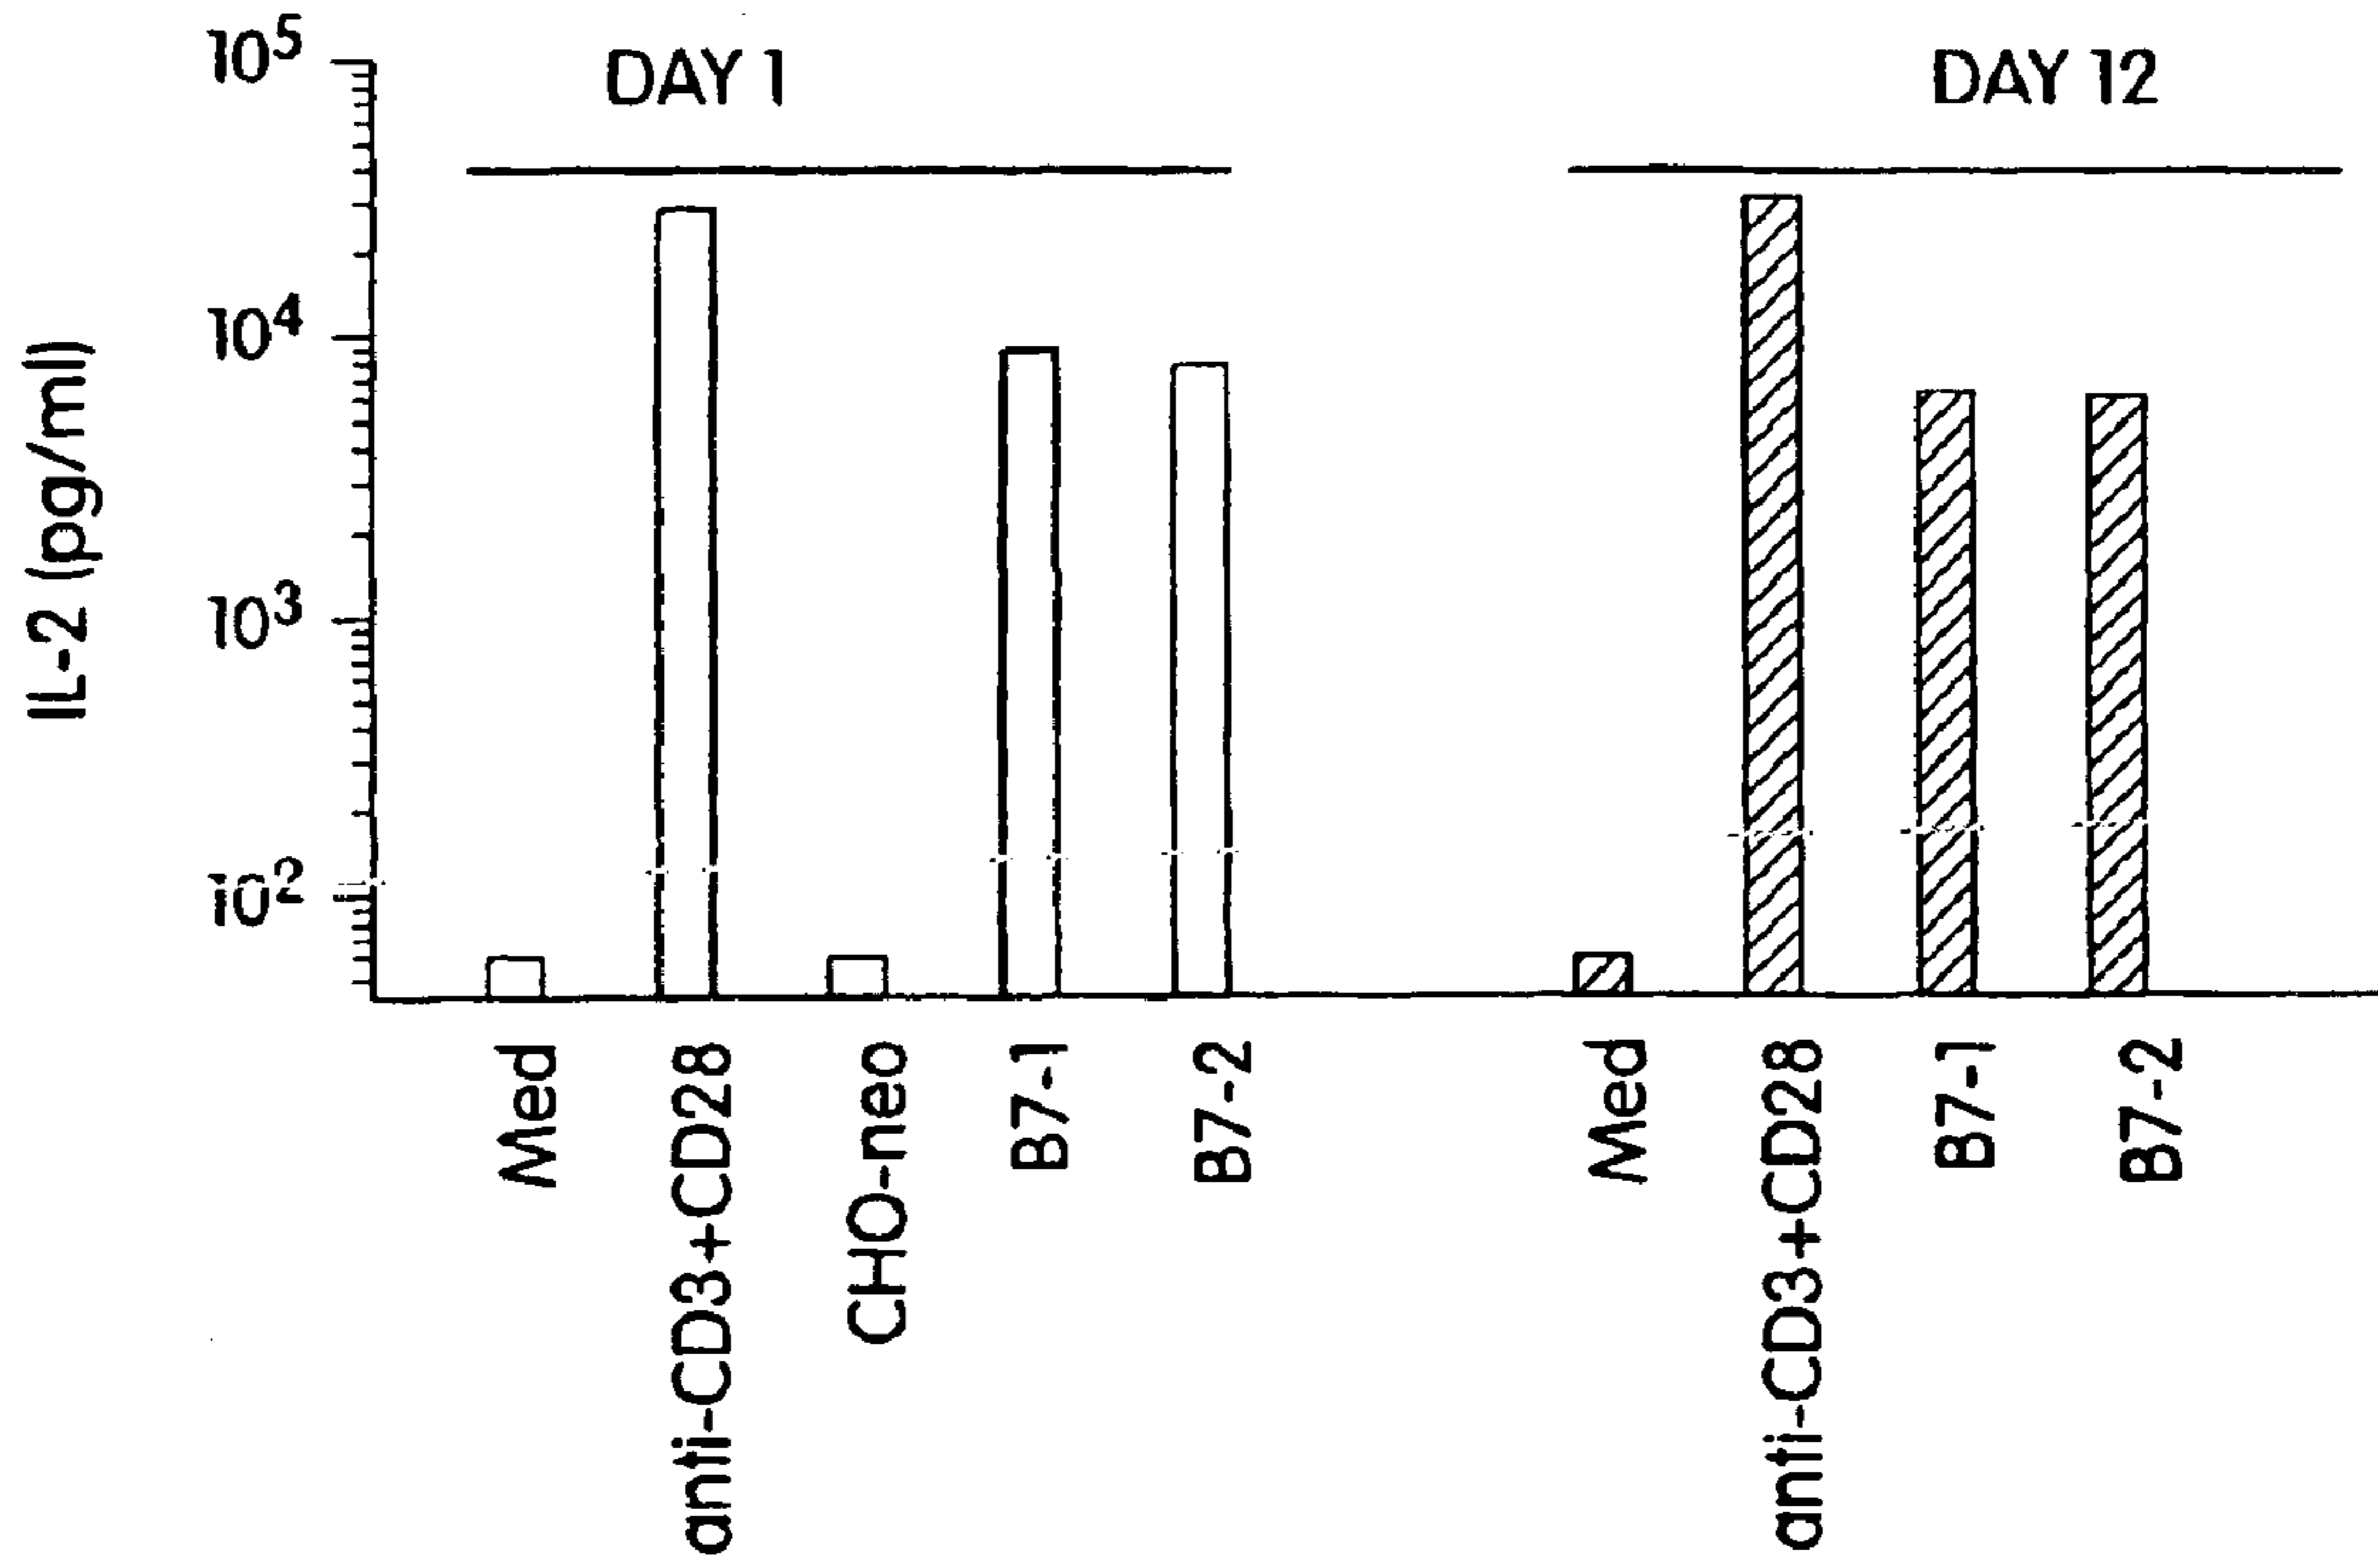 DAY 1
DAY 12
10⁵
10⁴
10³
10²
IL-2 (pg/ml)
Med
anti-CD3+CD28
CHO-neo
B7-1
B7-2
Med
anti-CD3+CD28
B7-1
B7-2